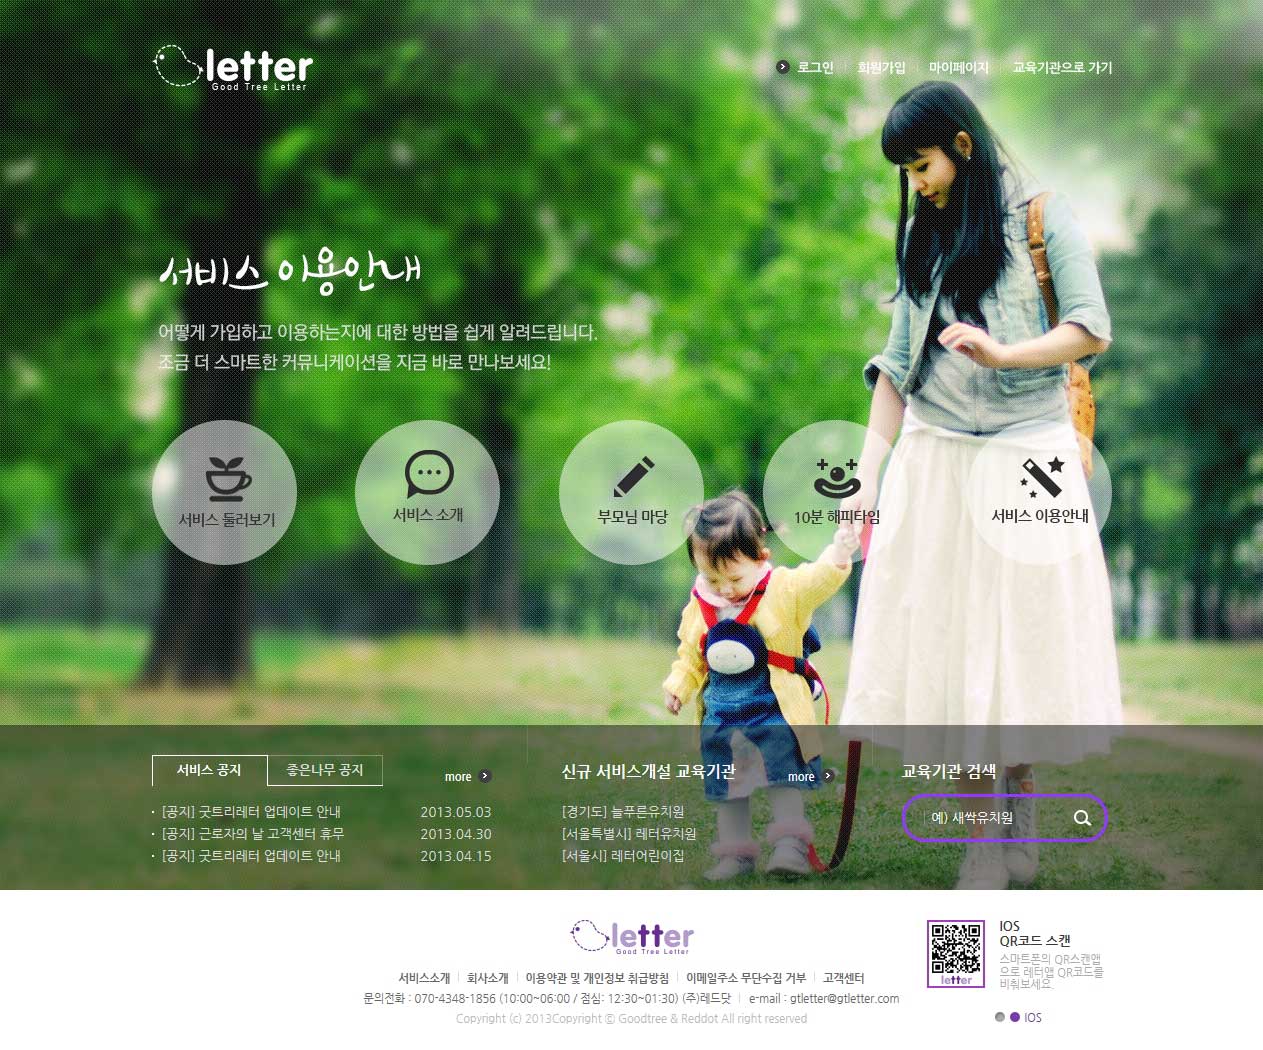 letter
Good Tree Letter
로그인 회원가입 마이페이지 교육기관으로 가기
서비스 이용안내
어떻게 가입하고 이용하는지에 대한 방법을 쉽게 알려드립니다.
조금 더 스마트한 커뮤니케이션을 지금 바로 만나보세요!
서비스 둘러보기
서비스 소개
부모님 마당
10분 해피타임
서비스 이용안내
서비스 공지 좋은나무 공지 more
[공지] 굿트리레터 업데이트 안내 2013.05.03
[공지] 근로자의 날 고객센터 휴무 2013.04.30
[공지] 굿트리레터 업데이트 안내 2013.04.15
신규 서비스개설 교육기관 more
[경기도] 늘푸른유치원
[서울특별시] 레터유치원
[서울시] 레터어린이집
교육기관 검색
예) 새싹유치원
letter
Good Tree Letter
서비스소개 회사소개 이용약관 및 개인정보 취급방침 이메일주소 무단수집 거부 고객센터
문의전화 : 070-4348-1856 (10:00~06:00 / 점심: 12:30~01:30) (주)레드닷 e-mail : gtletter@gtletter.com
Copyright (c) 2013Copyright ⓒ Goodtree & Reddot All right reserved
letter
IOS
QR코드 스캔
스마트폰의 QR스캔앱
으로 레터앱 QR코드를
비춰보세요.
IOS